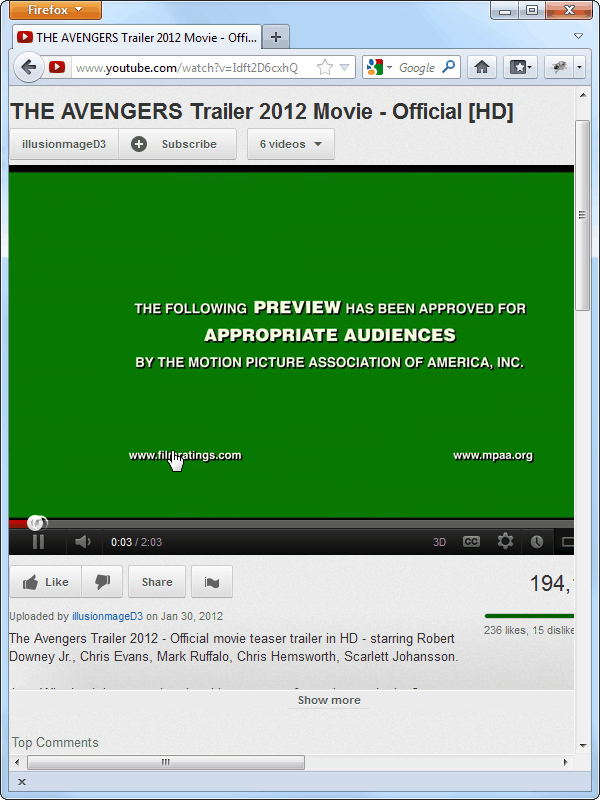 Firefox
THE AVENGERS Trailer 2012 Movie - Offi...
www.youtube.com/watch?v=Idft2D6cxhQ
Google
THE AVENGERS Trailer 2012 Movie - Official [HD]
illusionmageD3
Subscribe
6 videos
THE FOLLOWING PREVIEW HAS BEEN APPROVED FOR
APPROPRIATE AUDIENCES
BY THE MOTION PICTURE ASSOCIATION OF AMERICA, INC.
www.filmratings.com
www.mpaa.org
0:03 / 2:03
3D
CC
Like
Share
194,
Uploaded by illusionmageD3 on Jan 30, 2012
236 likes, 15 dislike
The Avengers Trailer 2012 - Official movie teaser trailer in HD - starring Robert
Downey Jr., Chris Evans, Mark Ruffalo, Chris Hemsworth, Scarlett Johansson.
Show more
Top Comments